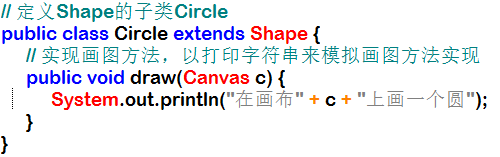 // 定义Shape的子类Circle
public class Circle extends Shape {
// 实现画图方法，以打印字符串来模拟画图方法实现
public void draw(Canvas c) {
System.out.println("在画布" + c + "上画一个圆");
}
}